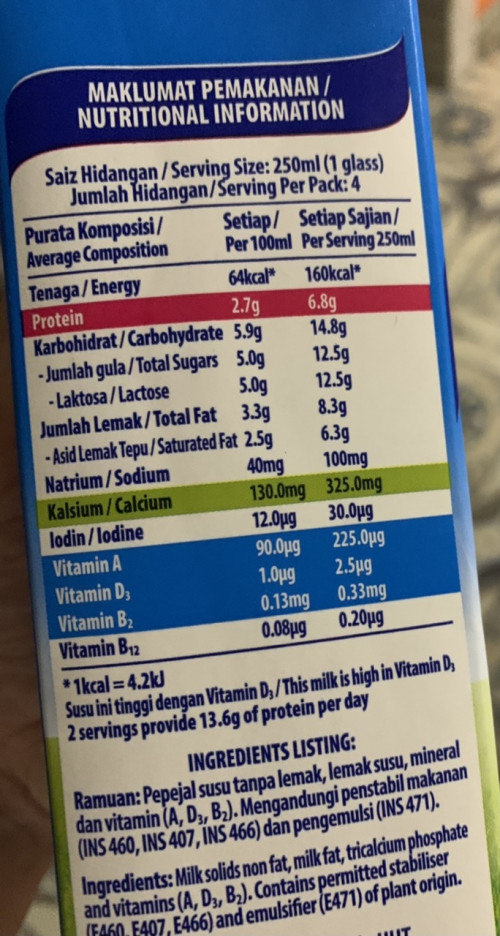 MAKLUMAT PEMAKANAN /
NUTRITIONAL INFORMATION
Saiz Hidangan / Serving Size: 250ml (1 glass)
Jumlah Hidangan / Serving Per Pack: 4
Purata Komposisi / Setiap / Setiap Sajian /
Average Composition Per 100ml Per Serving 250ml
Tenaga / Energy 64kcal* 160kcal*
Protein 2.7g 6.8g
Karbohidrat / Carbohydrate 5.9g 14.8g
- Jumlah gula / Total Sugars 5.0g 12.5g
- Laktosa / Lactose 5.0g 12.5g
Jumlah Lemak / Total Fat 3.3g 8.3g
- Asid Lemak Tepu / Saturated Fat 2.5g 6.3g
Natrium / Sodium 40mg 100mg
Kalsium / Calcium 130.0mg 325.0mg
Iodin / Iodine 12.0µg 30.0µg
Vitamin A 90.0µg 225.0µg
Vitamin D₃ 1.0µg 2.5µg
Vitamin B₂ 0.13mg 0.33mg
Vitamin B₁₂ 0.08µg 0.20µg
*1kcal = 4.2kJ
Susu ini tinggi dengan Vitamin D₃ / This milk is high in Vitamin D₃
2 servings provide 13.6g of protein per day
INGREDIENTS LISTING:
Ramuan: Pepejal susu tanpa lemak, lemak susu, mineral
dan vitamin (A, D₃, B₂). Mengandungi penstabil makanan
(INS 460, INS 407, INS 466) dan pengemulsi (INS 471).
Ingredients: Milk solids non fat, milk fat, tricalcium phosphate
and vitamins (A, D₃, B₂). Contains permitted stabiliser
(E460, E407, E466) and emulsifier (E471) of plant origin.